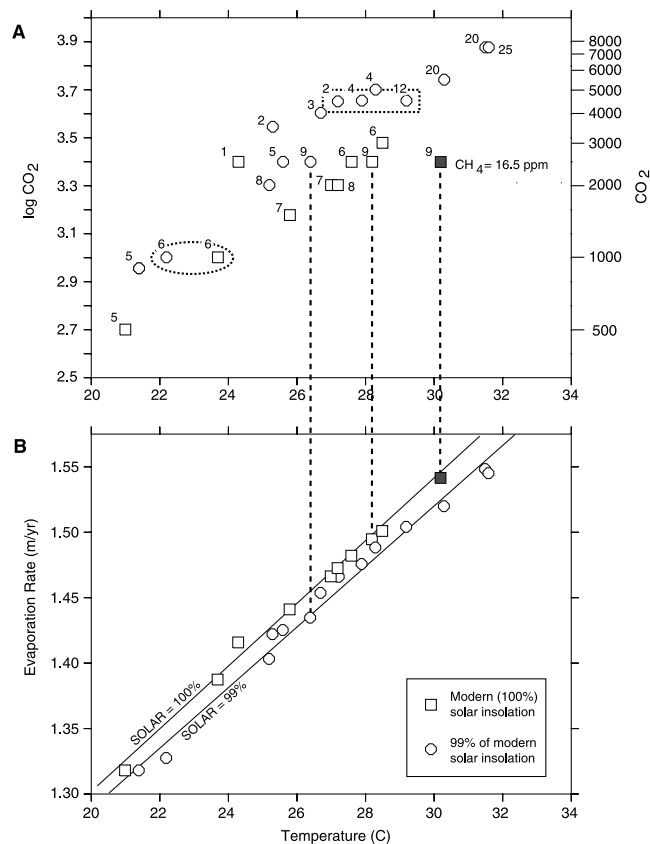 A
3.9
3.7
3.5
3.3
3.1
2.9
2.7
2.5
log CO2
8000
7000
6000
5000
4000
3000
2000
1000
500
CO2
20 25
20
4
2 4 12
3
2
6
1 5 9 6 9 9 CH4 = 16.5 ppm
8 7 8
7
6 6
5
5
20 22 24 26 28 30 32 34
B
1.55
1.50
1.45
1.40
1.35
1.30
Evaporation Rate (m/yr)
SOLAR = 100%
SOLAR = 99%
Modern (100%)
solar insolation
99% of modern
solar insolation
20 22 24 26 28 30 32 34
Temperature (C)